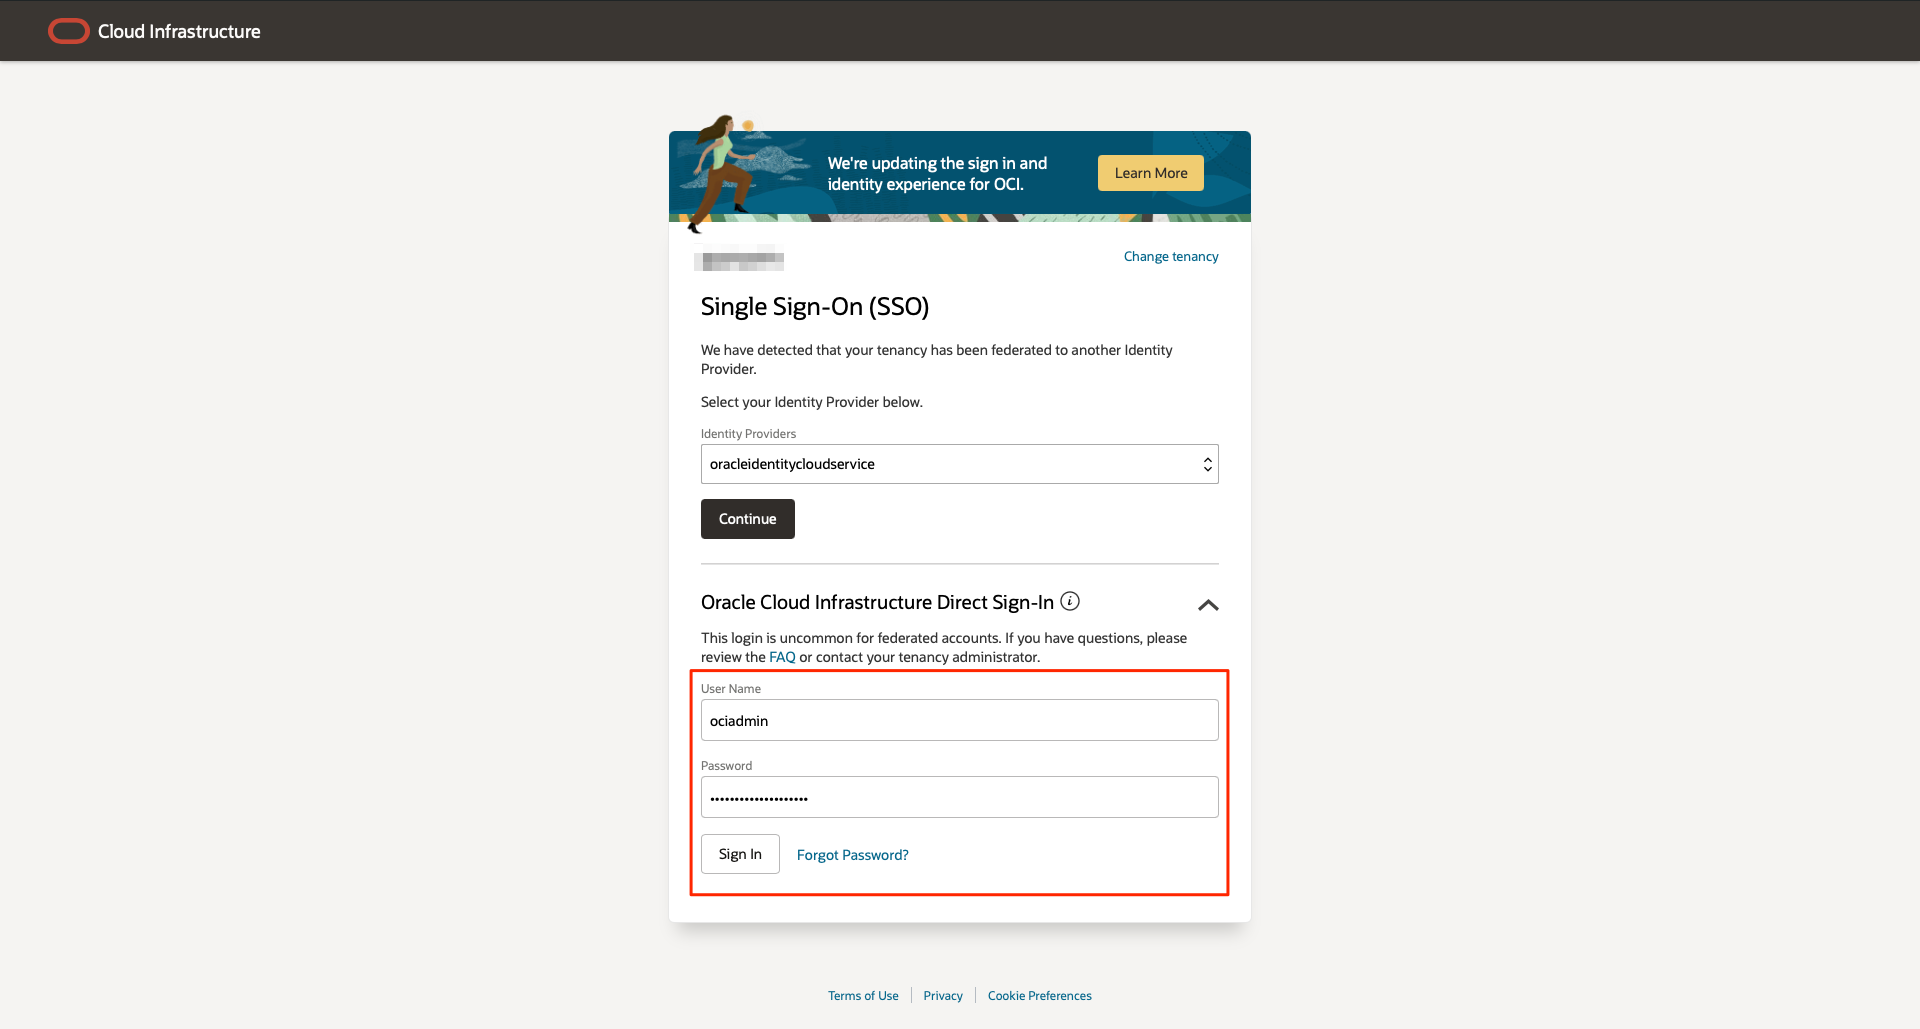 Cloud Infrastructure
We're updating the sign in and
identity experience for OCI.
Learn More
Change tenancy
Single Sign-On (SSO)
We have detected that your tenancy has been federated to another Identity
Provider.
Select your Identity Provider below.
Identity Providers
oracleidentitycloudservice
Continue
Oracle Cloud Infrastructure Direct Sign-In
This login is uncommon for federated accounts. If you have questions, please
review the FAQ or contact your tenancy administrator.
User Name
ociadmin
Password
••••••••••••••••••••
Sign In
Forgot Password?
Terms of Use
Privacy
Cookie Preferences